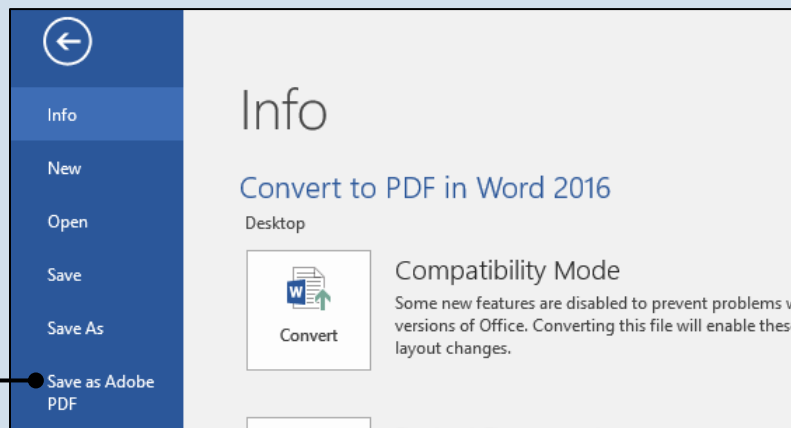 Info
New
Open
Save
Save As
Save as Adobe
PDF
Info
Convert to PDF in Word 2016
Desktop
Convert
Compatibility Mode
Some new features are disabled to prevent problems
versions of Office. Converting this file will enable
layout changes.